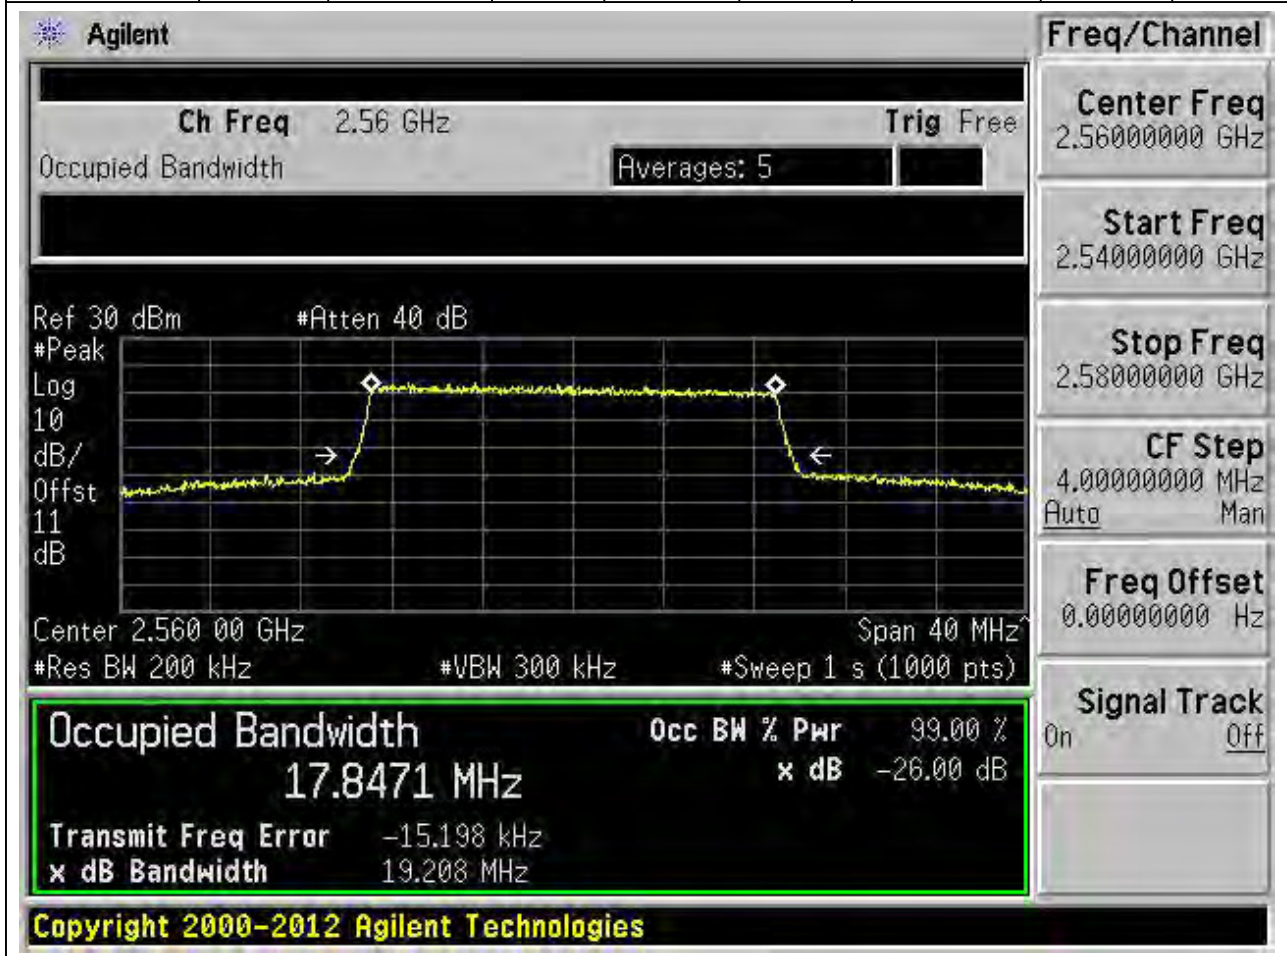 Agilent
Freq/Channel
Ch Freq 2.56 GHz Trig Free
Occupied Bandwidth Averages: 5
Center Freq
2.56000000 GHz
Start Freq
2.54000000 GHz
Stop Freq
2.58000000 GHz
CF Step
4.00000000 MHz
Auto Man
Freq Offset
0.00000000 Hz
Signal Track
On Off
Ref 30 dBm #Atten 40 dB
#Peak
Log
10
dB/
Offst
11
dB
Center 2.560 00 GHz Span 40 MHz^
#Res BW 200 kHz #VBW 300 kHz #Sweep 1 s (1000 pts)
Occupied Bandwidth Occ BW % Pwr 99.00 %
17.8471 MHz x dB -26.00 dB
Transmit Freq Error -15.198 kHz
x dB Bandwidth 19.208 MHz
Copyright 2000-2012 Agilent Technologies